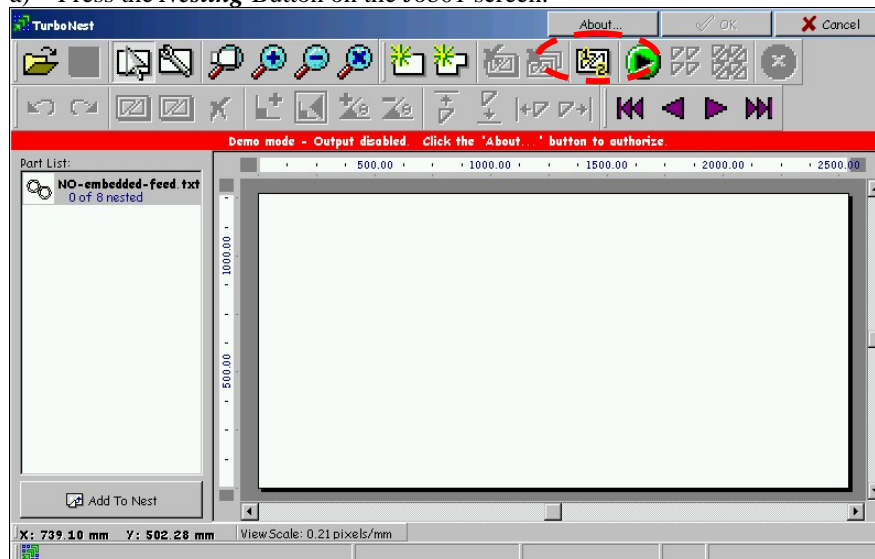 a) Press the Nesting Button on the Job01 screen.
TurboNest About... OK Cancel
Demo mode - Output disabled. Click the 'About...' button to authorize.
Part List:
NO-embedded-feed.txt
0 of 8 nested
500.00 1000.00 1500.00 2000.00 2500.00
1000.00
500.00
Add To Nest
X: 739.10 mm Y: 502.28 mm View Scale: 0.21 pixels/mm